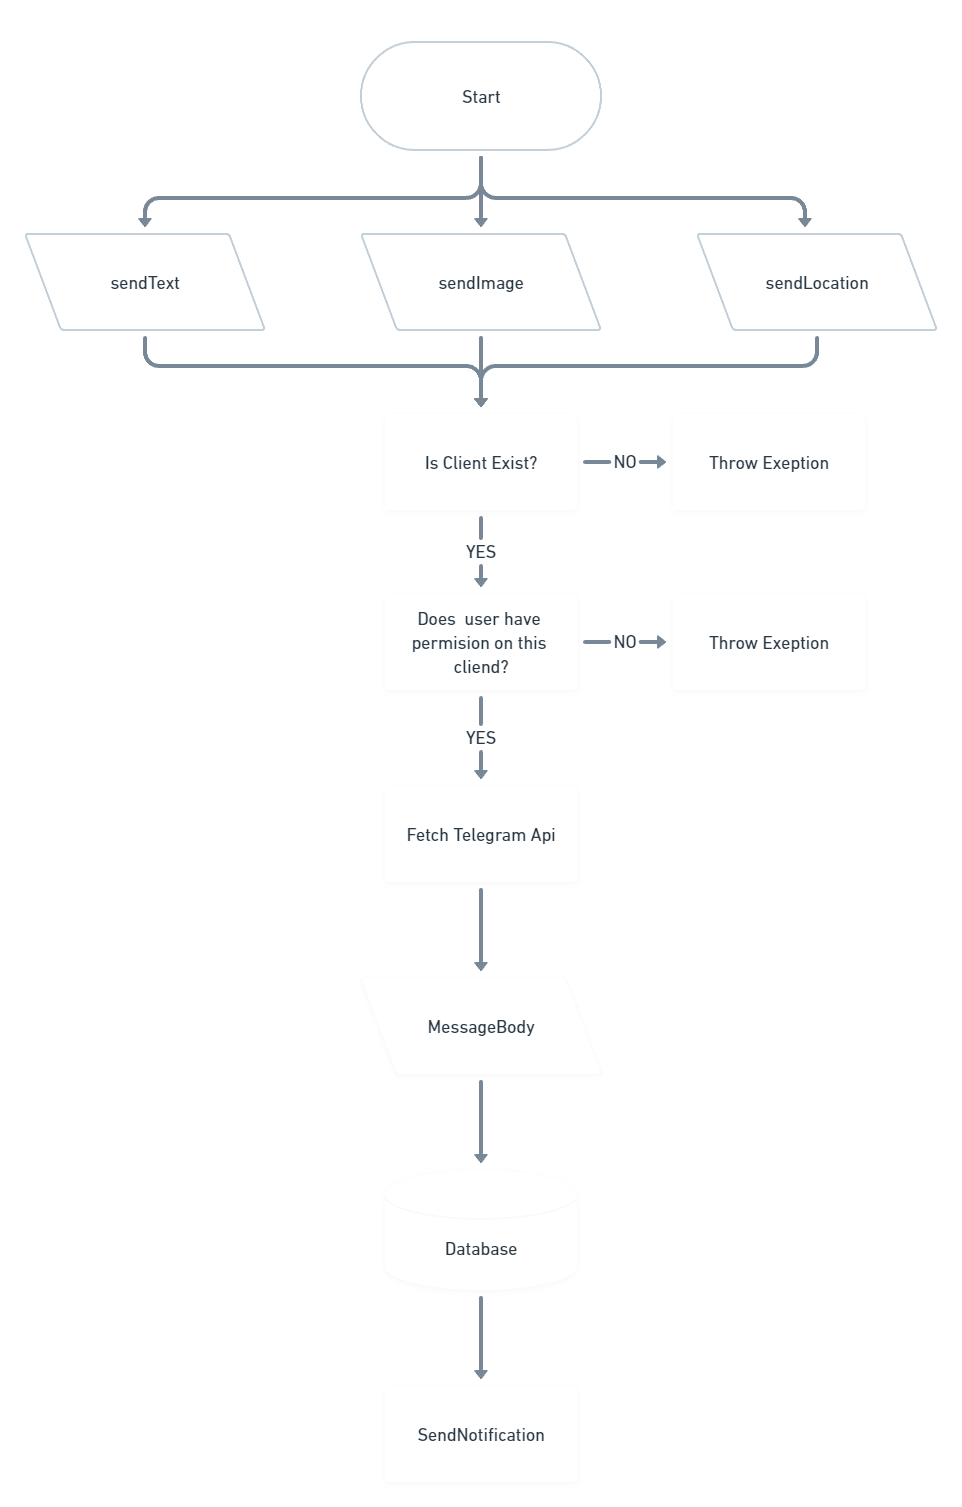 Start
sendText
sendImage
sendLocation
Is Client Exist?
NO
Throw Exeption
YES
Does  user have
permision on this
cliend?
NO
Throw Exeption
YES
Fetch Telegram Api
MessageBody
Database
SendNotification